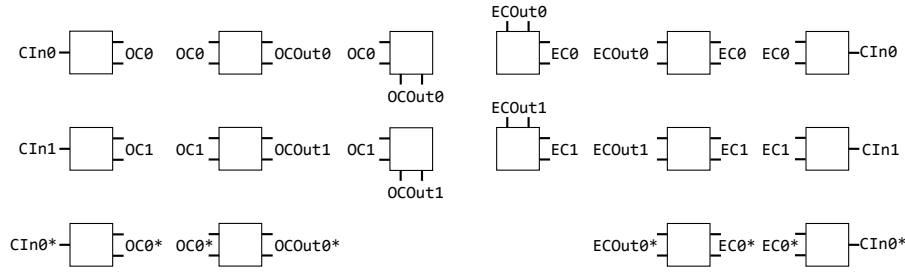 ECOut0
CIn0 OC0 OC0 OCOut0 OC0 EC0 ECOut0 EC0 EC0 CIn0
OCOut0
ECOut1
CIn1 OC1 OC1 OCOut1 OC1 EC1 ECOut1 EC1 EC1 CIn1
OCOut1
CIn0* OC0* OC0* OCOut0* ECOut0* EC0* EC0* CIn0*